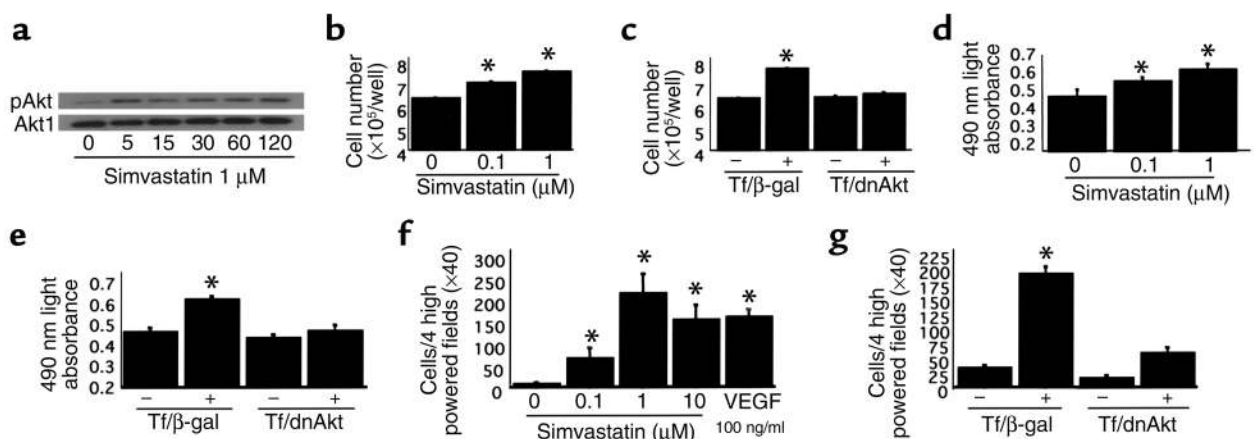 a
pAkt
Akt1
0 5 15 30 60 120
Simvastatin 1 μM
b
Cell number
(×10⁵/well)
8
7
6
5
4
*
*
0 0.1 1
Simvastatin (μM)
c
Cell number
(×10⁵/well)
8
7
6
5
4
*
− + − +
Tf/β-gal Tf/dnAkt
d
490 nm light
absorbance
0.7
0.6
0.5
0.4
0.3
0.2
*
*
0 0.1 1
Simvastatin (μM)
e
490 nm light
absorbance
0.7
0.6
0.5
0.4
0.3
0.2
*
− + − +
Tf/β-gal Tf/dnAkt
f
Cells/4 high
powered fields (×40)
300
250
200
150
100
50
0
*
*
*
*
0 0.1 1 10 VEGF
Simvastatin (μM) 100 ng/ml
g
Cells/4 high
powered fields (×40)
225
200
175
150
125
100
75
50
25
0
*
− + − +
Tf/β-gal Tf/dnAkt